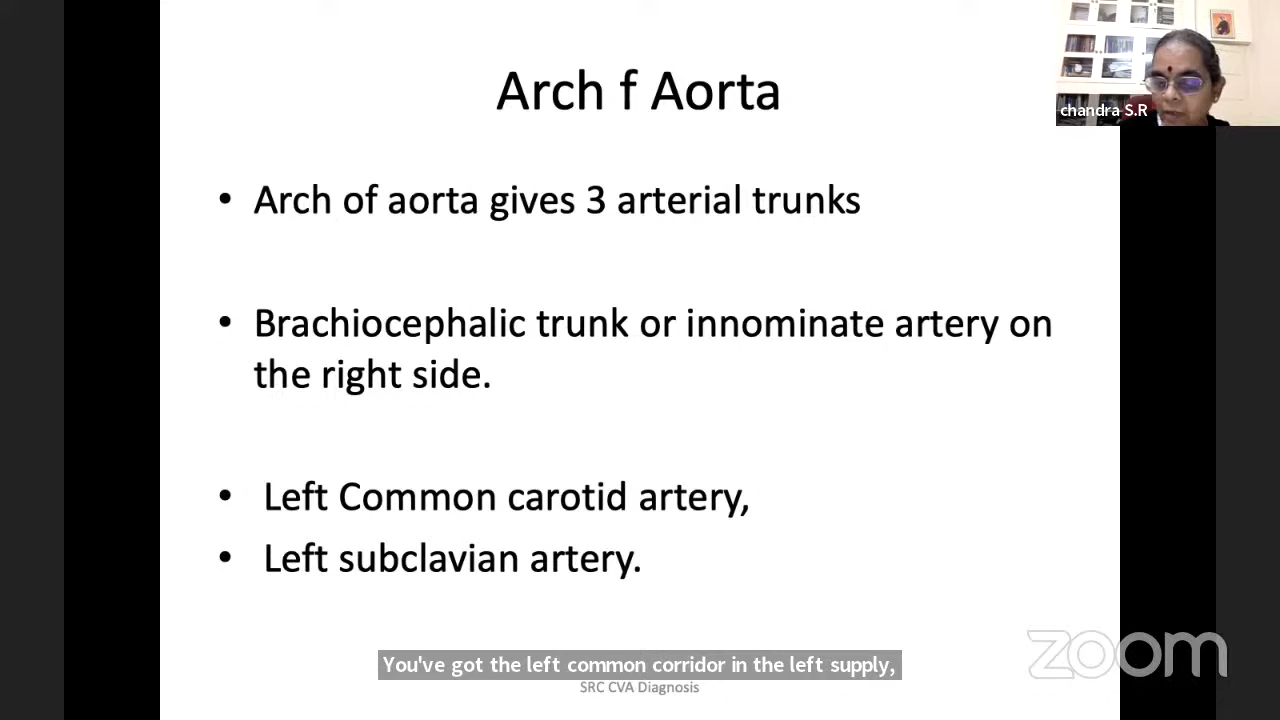 Arch f Aorta
chandra S.R
• Arch of aorta gives 3 arterial trunks
• Brachiocephalic trunk or innominate artery on
the right side.
• Left Common carotid artery,
• Left subclavian artery.
zoom
You've got the left common corridor in the left supply,
SRC CVA Diagnosis